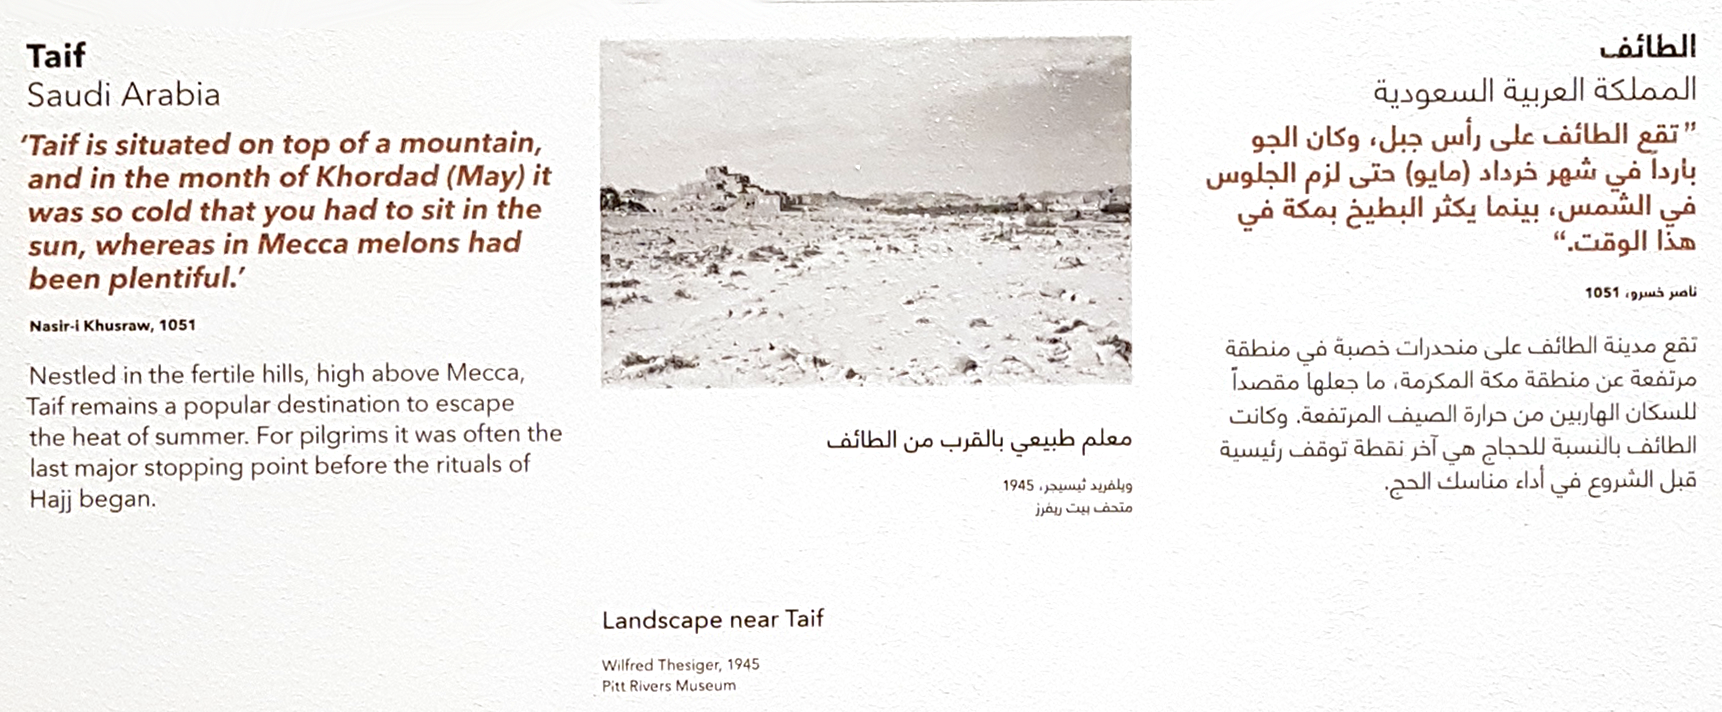 Taif
Saudi Arabia
‘Taif is situated on top of a mountain,
and in the month of Khordad (May) it
was so cold that you had to sit in the
sun, whereas in Mecca melons had
been plentiful.’
Nasir-i Khusraw, 1051
Nestled in the fertile hills, high above Mecca,
Taif remains a popular destination to escape
the heat of summer. For pilgrims it was often the
last major stopping point before the rituals of
Hajj began.
معلم طبيعي بالقرب من الطائف
ويلفريد ثيسيجر، 1945
متحف بيت ريفرز
Landscape near Taif
Wilfred Thesiger, 1945
Pitt Rivers Museum
الطائف
المملكة العربية السعودية
”تقع الطائف على رأس جبل، وكان الجو
بارداً في شهر خرداد (مايو) حتى لزم الجلوس
في الشمس، بينما يكثر البطيخ بمكة في
هذا الوقت.“
ناصر خسرو، 1051
تقع مدينة الطائف على منحدرات خصبة في منطقة
مرتفعة عن منطقة مكة المكرمة، ما جعلها مقصداً
للسكان الهاربين من حرارة الصيف المرتفعة. وكانت
الطائف بالنسبة للحجاج هي آخر نقطة توقف رئيسية
قبل الشروع في أداء مناسك الحج.